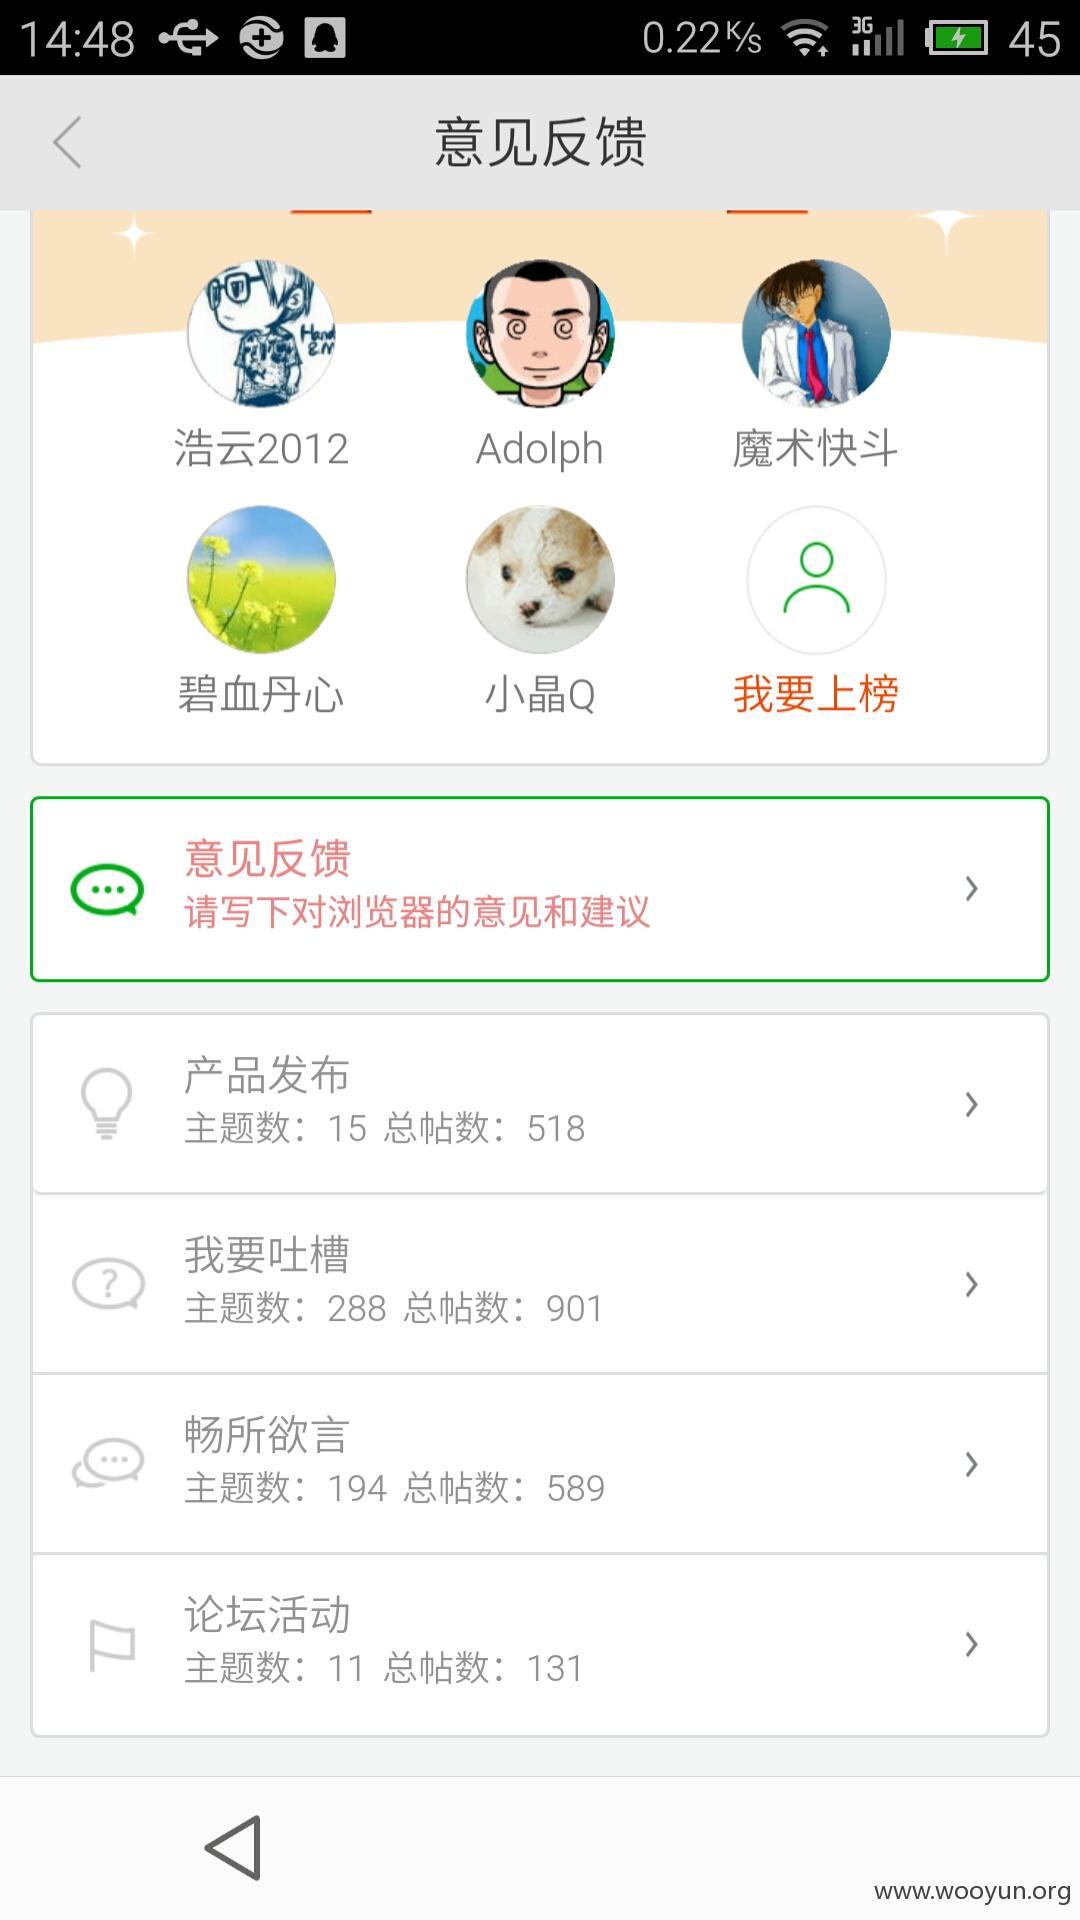 14:48 0.22K/s 3G 45
意见反馈
Hand
浩云2012 Adolph 魔术快斗
碧血丹心 小晶Q 我要上榜
意见反馈
请写下对浏览器的意见和建议
产品发布
主题数：15 总帖数：518
我要吐槽
主题数：288 总帖数：901
畅所欲言
主题数：194 总帖数：589
论坛活动
主题数：11 总帖数：131
www.wooyun.org